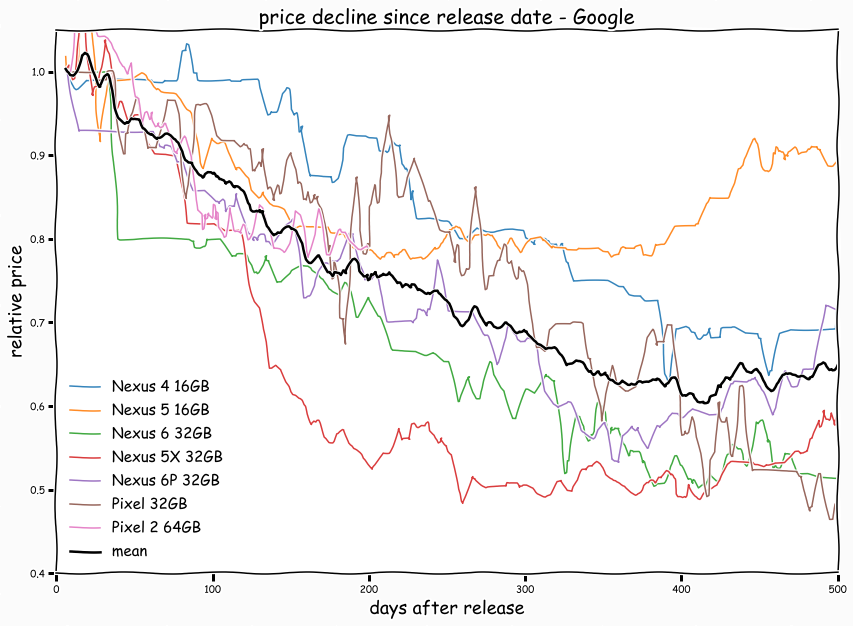 price decline since release date - Google
relative price
1.0
0.9
0.8
0.7
0.6
0.5
0.4
Nexus 4 16GB
Nexus 5 16GB
Nexus 6 32GB
Nexus 5X 32GB
Nexus 6P 32GB
Pixel 32GB
Pixel 2 64GB
mean
0 100 200 300 400 500
days after release